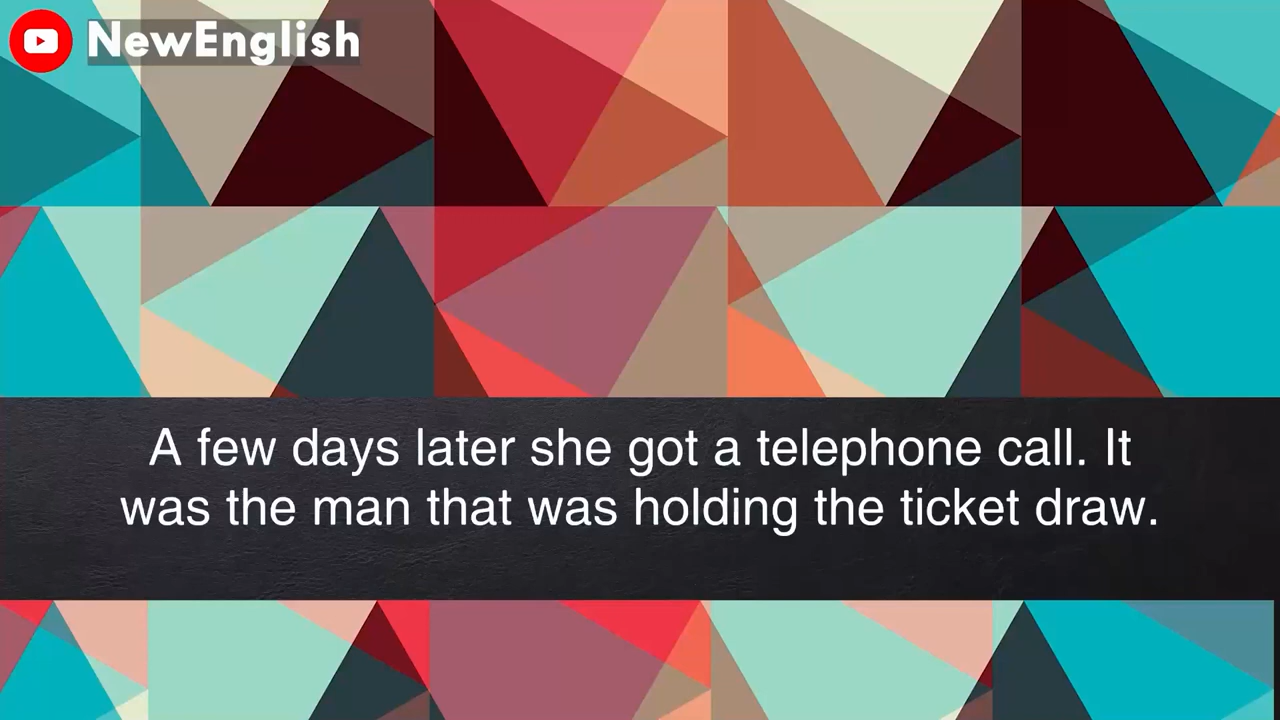 NewEnglish
A few days later she got a telephone call. It
was the man that was holding the ticket draw.